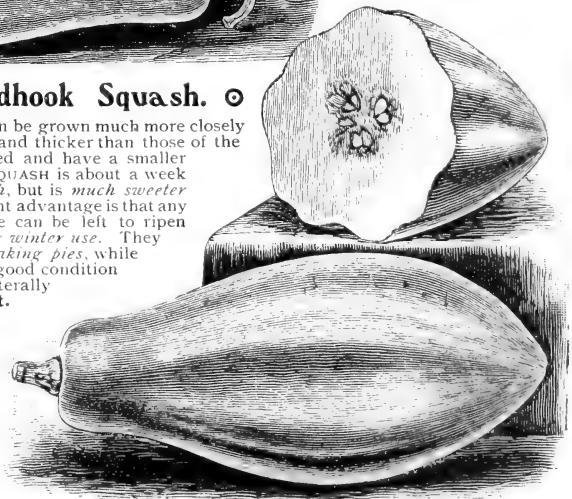 dhook Squash. ⊙
n be grown much more closely
and thicker than those of the
ed and have a smaller
QUASH is about a week
h, but is much sweeter
nt advantage is that any
e can be left to ripen
r winter use. They
aking pies, while
good condition
terally
t.